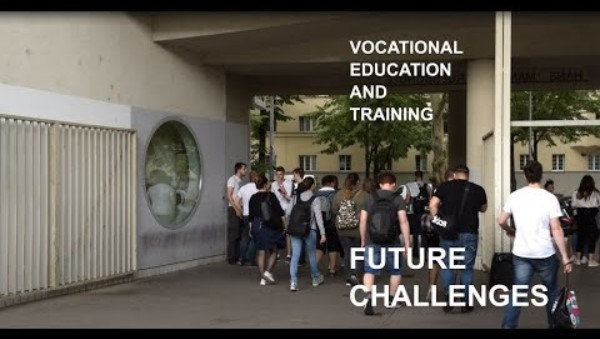 VOCATIONAL
EDUCATION
AND
TRAINING
FUTURE
CHALLENGES